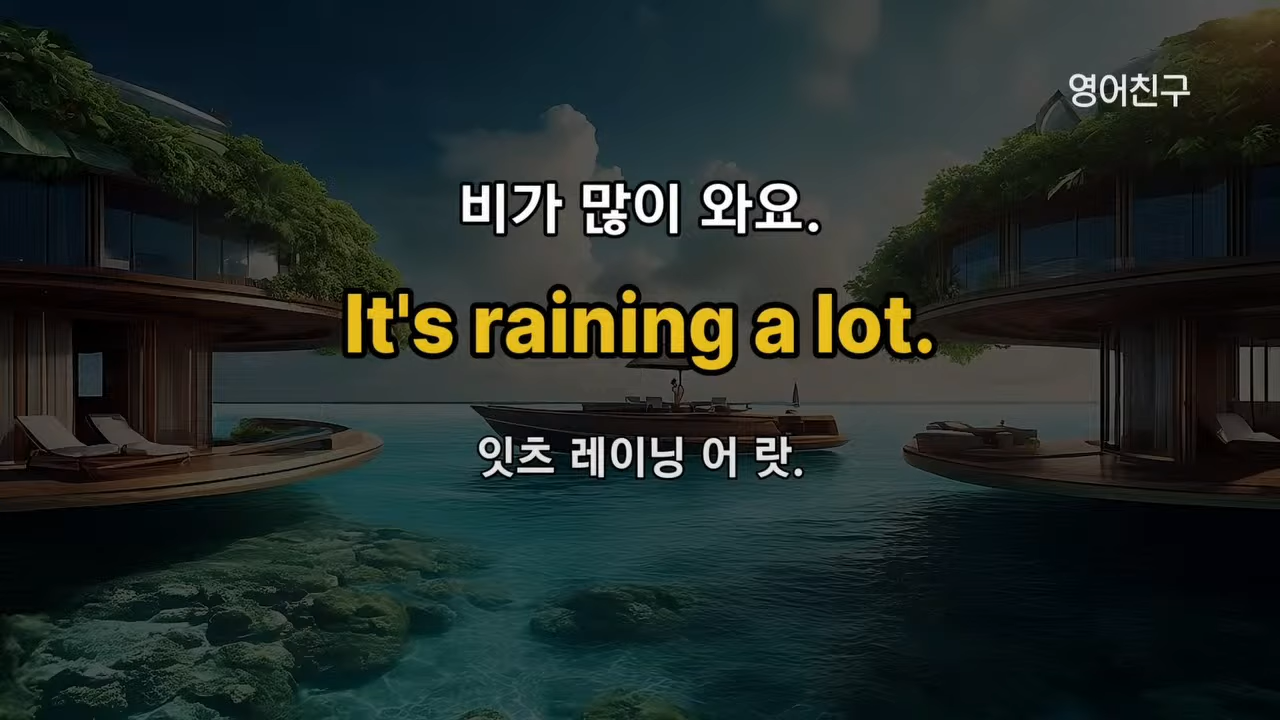 영어친구
비가 많이 와요.
It's raining a lot.
잇츠 레이닝 어 랏.